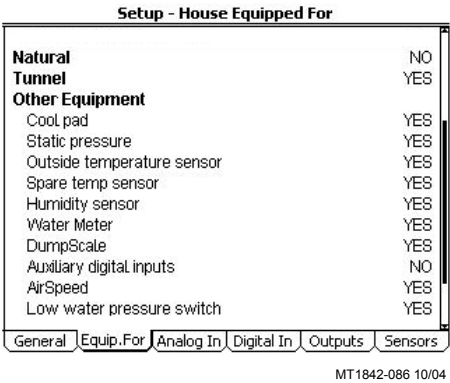 Setup - House Equipped For
Natural NO
Tunnel YES
Other Equipment
Cool pad YES
Static pressure YES
Outside temperature sensor YES
Spare temp sensor YES
Humidity sensor YES
Water Meter YES
DumpScale YES
Auxiliary digital inputs NO
AirSpeed YES
Low water pressure switch YES
General Equip.For Analog In Digital In Outputs Sensors
MT1842-086 10/04